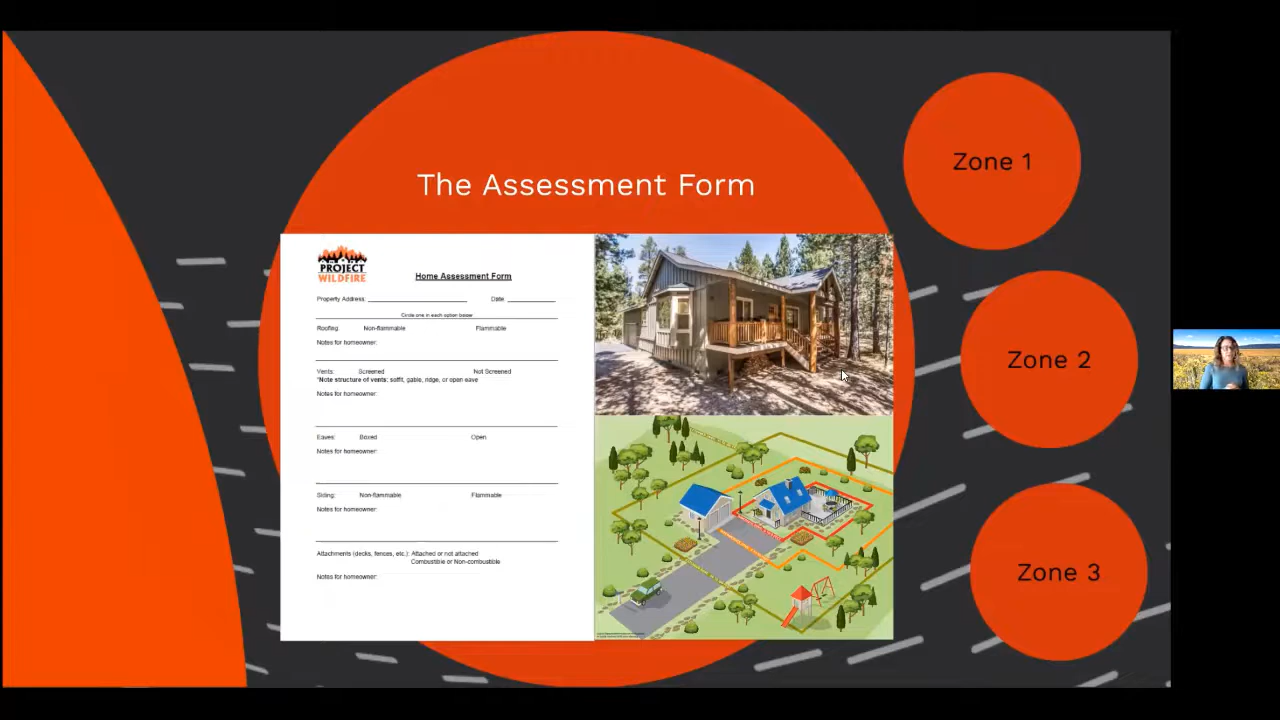 The Assessment Form
PROJECT
WILDFIRE
Home Assessment Form
Property Address: Date:
Circle one in each option below
Roofing: Non-flammable Flammable
Notes for homeowner:
Vents: Screened Not Screened
*Note structure of vents: soffit, gable, ridge, or open eave
Notes for homeowner:
Eaves: Boxed Open
Notes for homeowner:
Siding: Non-flammable Flammable
Notes for homeowner:
Attachments (decks, fences, etc.): Attached or not attached
Combustible or Non-combustible
Notes for homeowner:
Zone 1
Zone 2
Zone 3